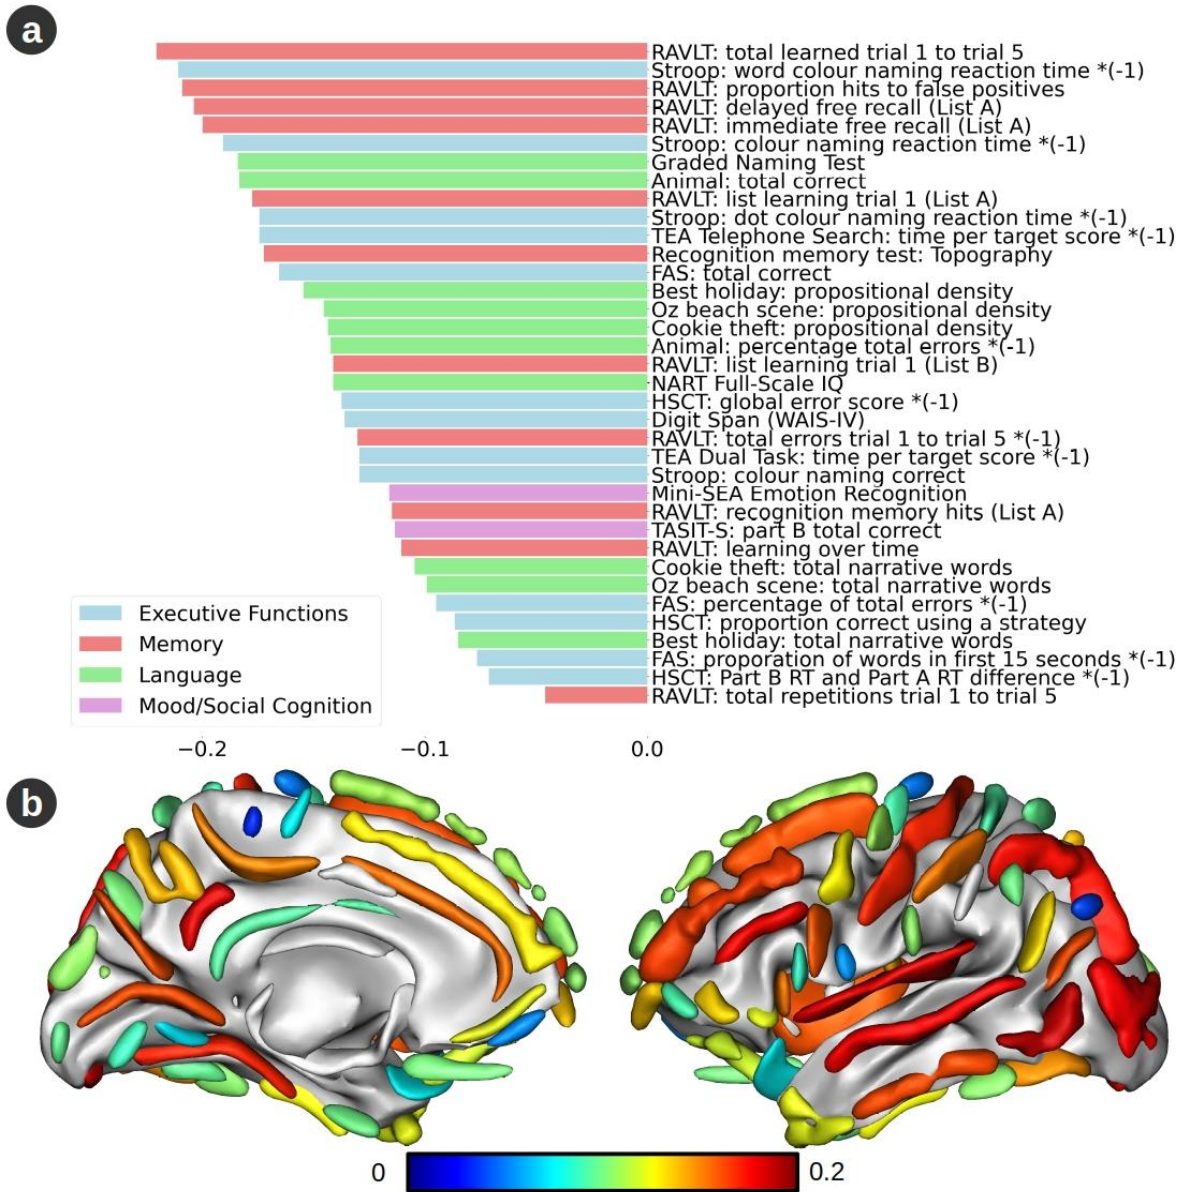 a
RAVLT: total learned trial 1 to trial 5
Stroop: word colour naming reaction time *(-1)
RAVLT: proportion hits to false positives
RAVLT: delayed free recall (List A)
RAVLT: immediate free recall (List A)
Stroop: colour naming reaction time *(-1)
Graded Naming Test
Animal: total correct
RAVLT: list learning trial 1 (List A)
Stroop: dot colour naming reaction time *(-1)
TEA Telephone Search: time per target score *(-1)
Recognition memory test: Topography
FAS: total correct
Best holiday: propositional density
Oz beach scene: propositional density
Cookie theft: propositional density
Animal: percentage total errors *(-1)
RAVLT: list learning trial 1 (List B)
NART Full-Scale IQ
HSCT: global error score *(-1)
Digit Span (WAIS-IV)
RAVLT: total errors trial 1 to trial 5 *(-1)
TEA Dual Task: time per target score *(-1)
Stroop: colour naming correct
Mini-SEA Emotion Recognition
RAVLT: recognition memory hits (List A)
TASIT-S: part B total correct
RAVLT: learning over time
Cookie theft: total narrative words
Oz beach scene: total narrative words
FAS: percentage of total errors *(-1)
HSCT: proportion correct using a strategy
Best holiday: total narrative words
FAS: proporation of words in first 15 seconds *(-1)
HSCT: Part B RT and Part A RT difference *(-1)
RAVLT: total repetitions trial 1 to trial 5
Executive Functions
Memory
Language
Mood/Social Cognition
−0.2 −0.1 0.0
b
0 0.2